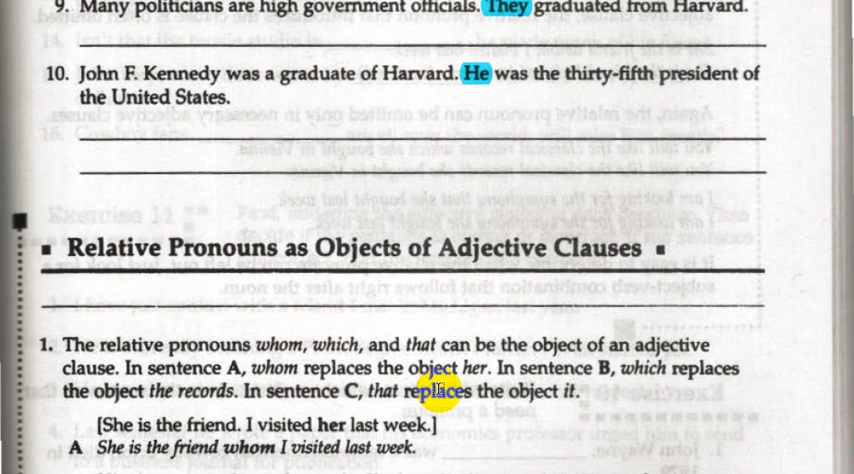 9. Many politicians are high government officials. They graduated from Harvard.
10. John F. Kennedy was a graduate of Harvard. He was the thirty-fifth president of
the United States.
Relative Pronouns as Objects of Adjective Clauses
1. The relative pronouns whom, which, and that can be the object of an adjective
clause. In sentence A, whom replaces the object her. In sentence B, which replaces
the object the records. In sentence C, that replaces the object it.
[She is the friend. I visited her last week.]
A She is the friend whom I visited last week.